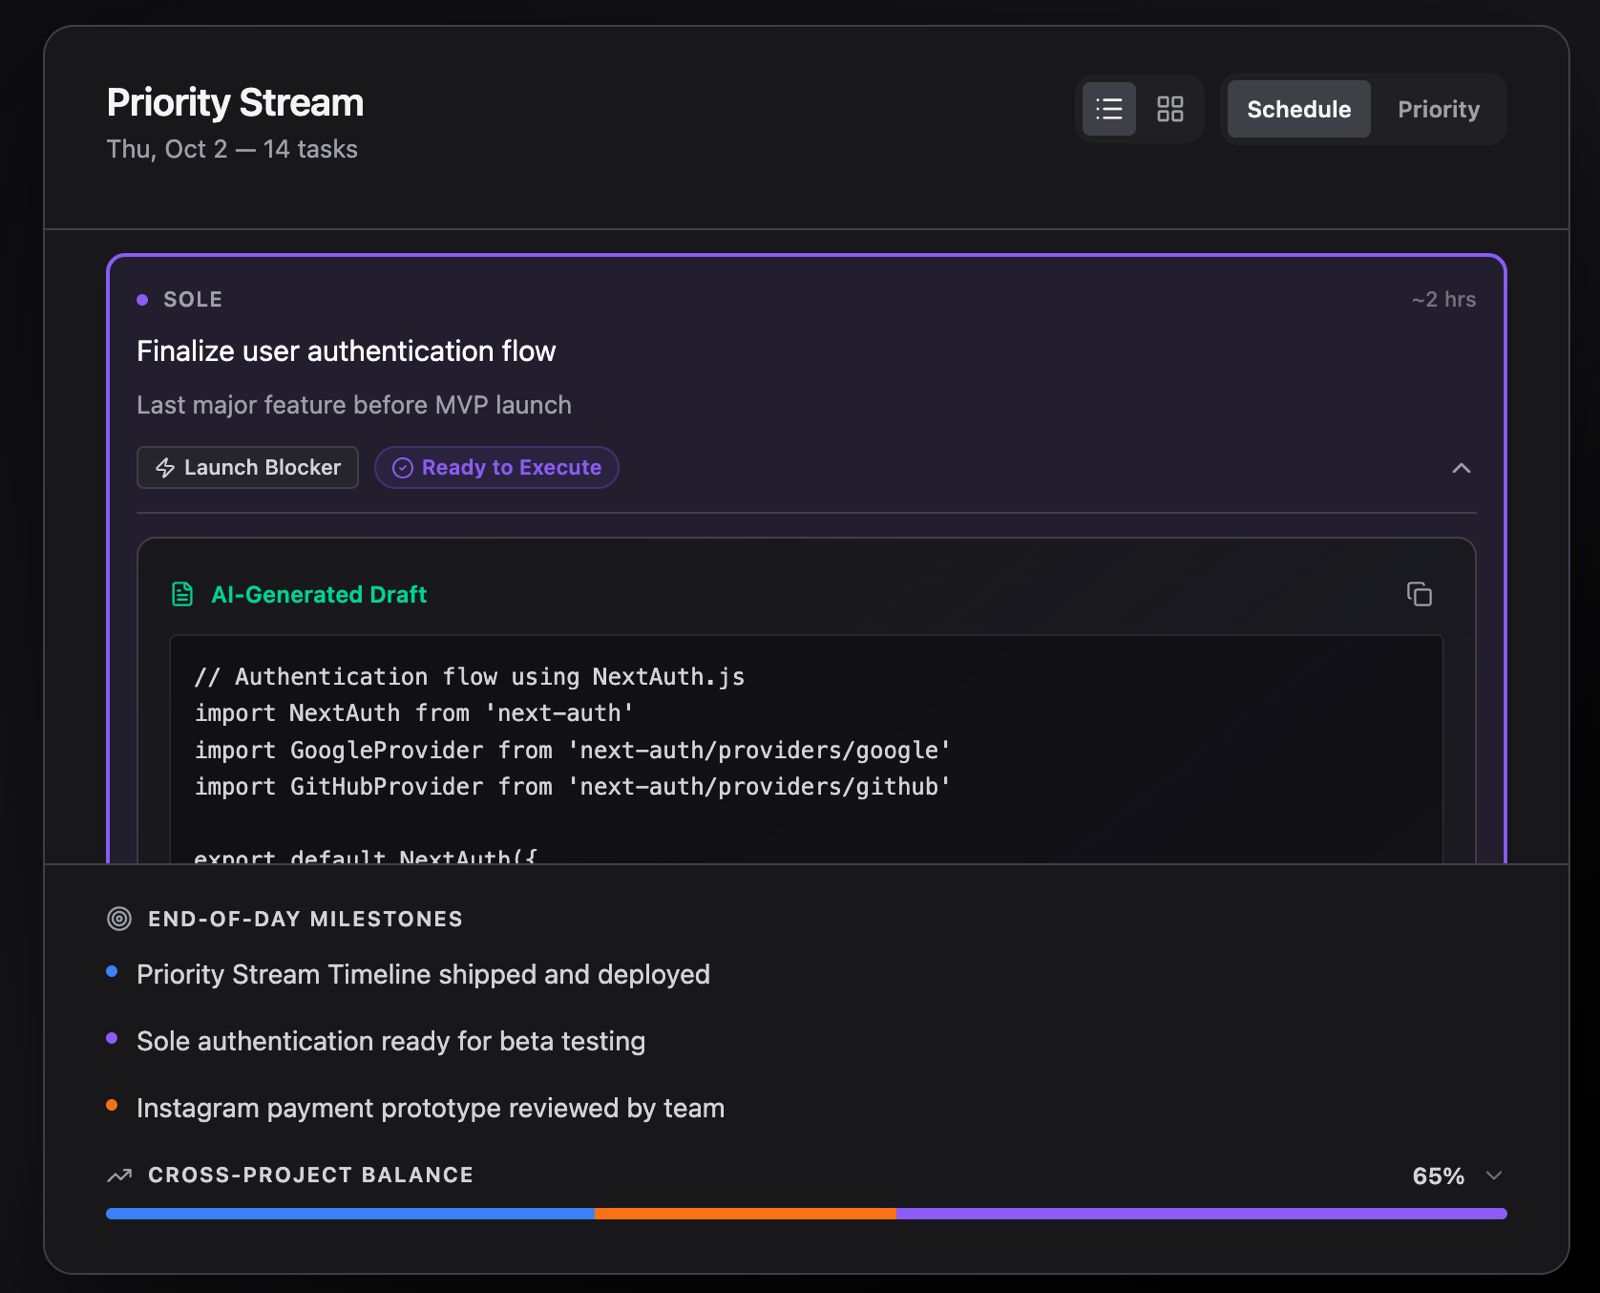 Priority Stream
Thu, Oct 2 — 14 tasks
Schedule
Priority
SOLE
~2 hrs
Finalize user authentication flow
Last major feature before MVP launch
Launch Blocker
Ready to Execute
AI-Generated Draft
// Authentication flow using NextAuth.js
import NextAuth from 'next-auth'
import GoogleProvider from 'next-auth/providers/google'
import GitHubProvider from 'next-auth/providers/github'
export default NextAuth({
END-OF-DAY MILESTONES
Priority Stream Timeline shipped and deployed
Sole authentication ready for beta testing
Instagram payment prototype reviewed by team
CROSS-PROJECT BALANCE
65%